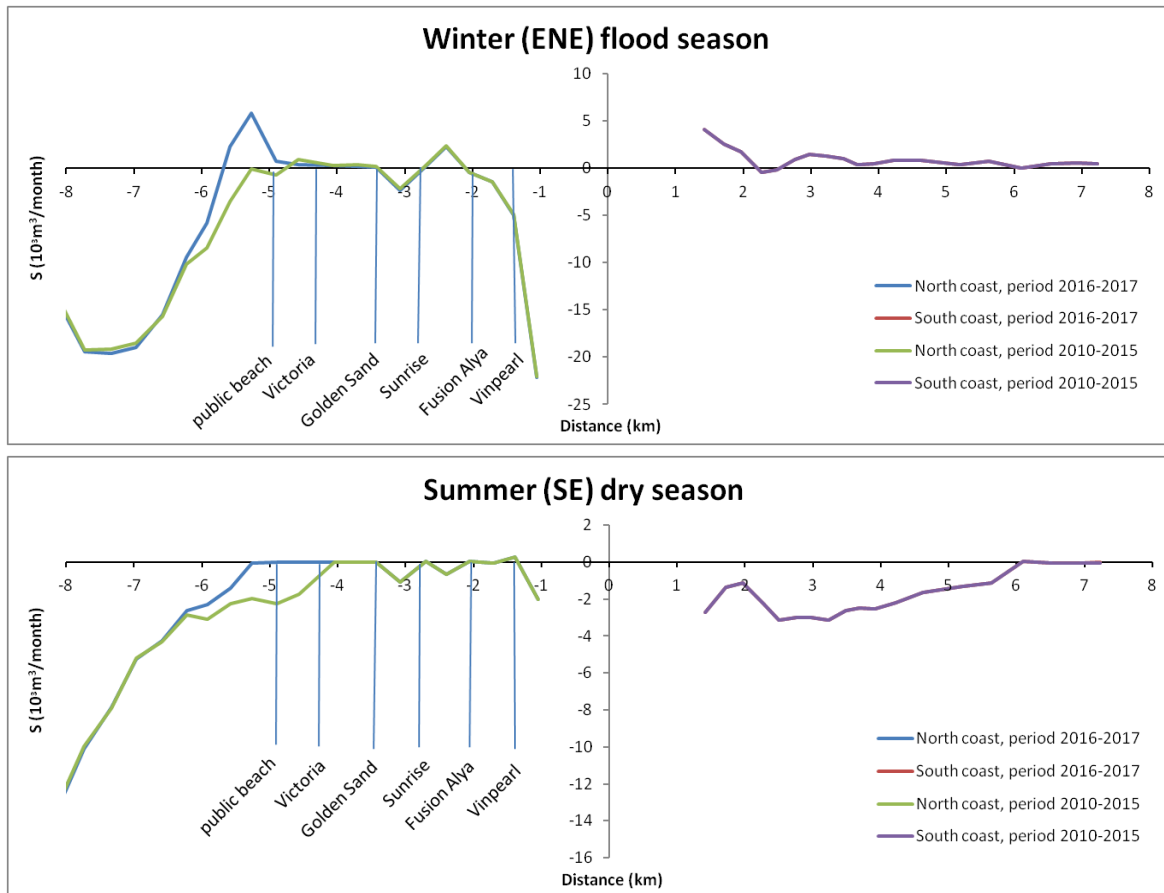 Winter (ENE) flood season
10
5
0
-5
-10
-15
-20
-25
-8
-7
-6
-5
-4
-3
-2
-1
0
1
2
3
4
5
6
7
8
S (10³m³/month)
public beach
Victoria
Golden Sand
Sunrise
Fusion Alya
Vinpearl
North coast, period 2016-2017
South coast, period 2016-2017
North coast, period 2010-2015
South coast, period 2010-2015
Distance (km)
Summer (SE) dry season
2
0
-2
-4
-6
-8
-10
-12
-14
-16
-8
-7
-6
-5
-4
-3
-2
-1
0
1
2
3
4
5
6
7
8
S (10³m³/month)
public beach
Victoria
Golden Sand
Sunrise
Fusion Alya
Vinpearl
North coast, period 2016-2017
South coast, period 2016-2017
North coast, period 2010-2015
South coast, period 2010-2015
Distance (km)